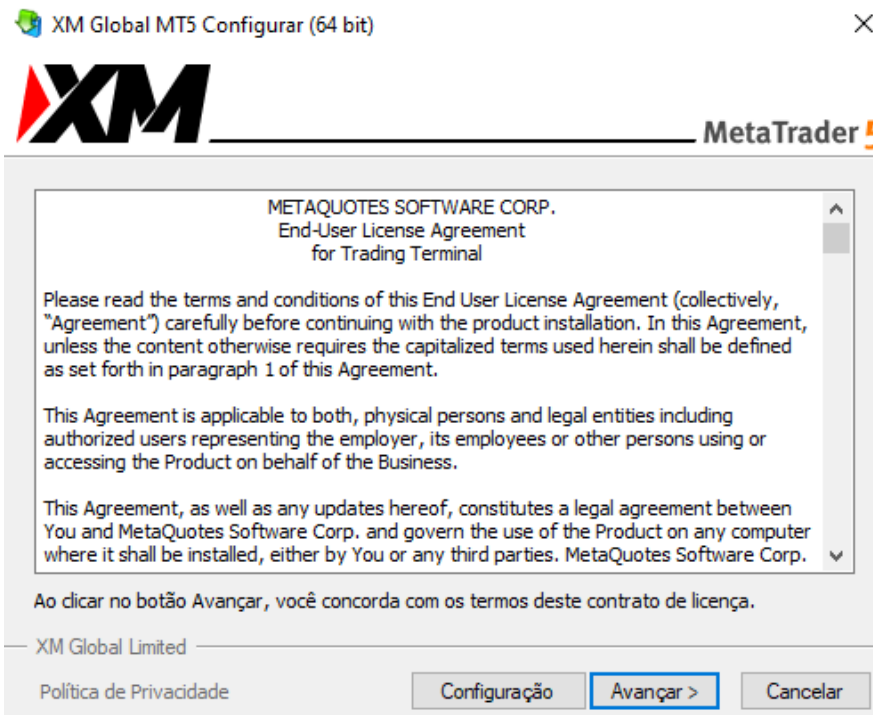 XM Global MT5 Configurar (64 bit)
XM
MetaTrader 5
METAQUOTES SOFTWARE CORP.
End-User License Agreement
for Trading Terminal
Please read the terms and conditions of this End User License Agreement (collectively,
“Agreement”) carefully before continuing with the product installation. In this Agreement,
unless the content otherwise requires the capitalized terms used herein shall be defined
as set forth in paragraph 1 of this Agreement.
This Agreement is applicable to both, physical persons and legal entities including
authorized users representing the employer, its employees or other persons using or
accessing the Product on behalf of the Business.
This Agreement, as well as any updates hereof, constitutes a legal agreement between
You and MetaQuotes Software Corp. and govern the use of the Product on any computer
where it shall be installed, either by You or any third parties. MetaQuotes Software Corp.
Ao clicar no botão Avançar, você concorda com os termos deste contrato de licença.
XM Global Limited
Política de Privacidade
Configuração
Avançar >
Cancelar